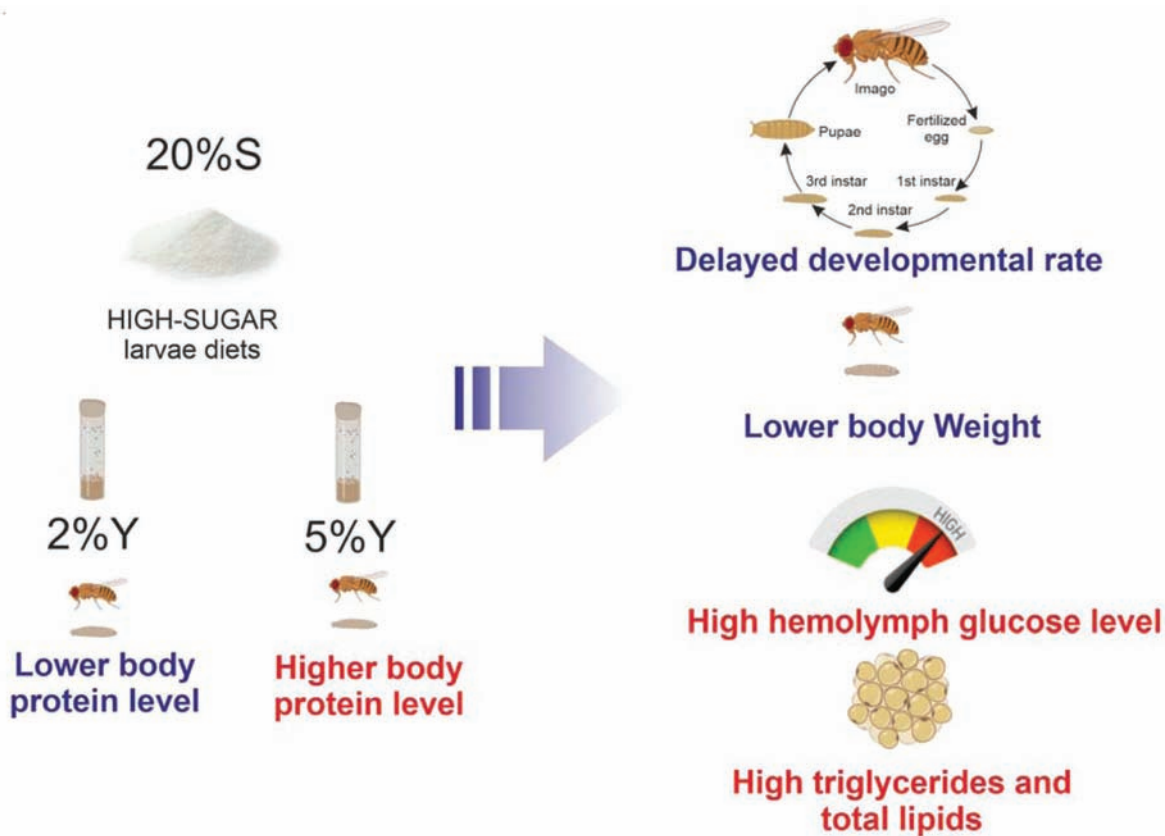 20%S
HIGH-SUGAR
larvae diets
2%Y
Lower body
protein level
5%Y
Higher body
protein level
Imago
Fertilized
egg
1st instar
2nd instar
3rd instar
Pupae
Delayed developmental rate
Lower body Weight
HIGH
High hemolymph glucose level
High triglycerides and
total lipids